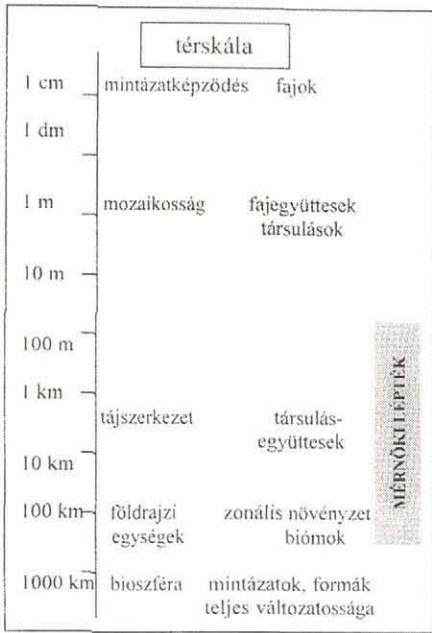 térskála
1 cm mintázatképződés fajok
1 dm
1 m mozaikosság fajegyüttesek
társulások
10 m
100 m
1 km
tájszerkezet társulás-
együttesek
10 km
100 km földrajzi zonális növényzet
egységek biómok
1000 km bioszféra mintázatok, formák
teljes változatossága
MÉRNÖKI LÉPTÉK